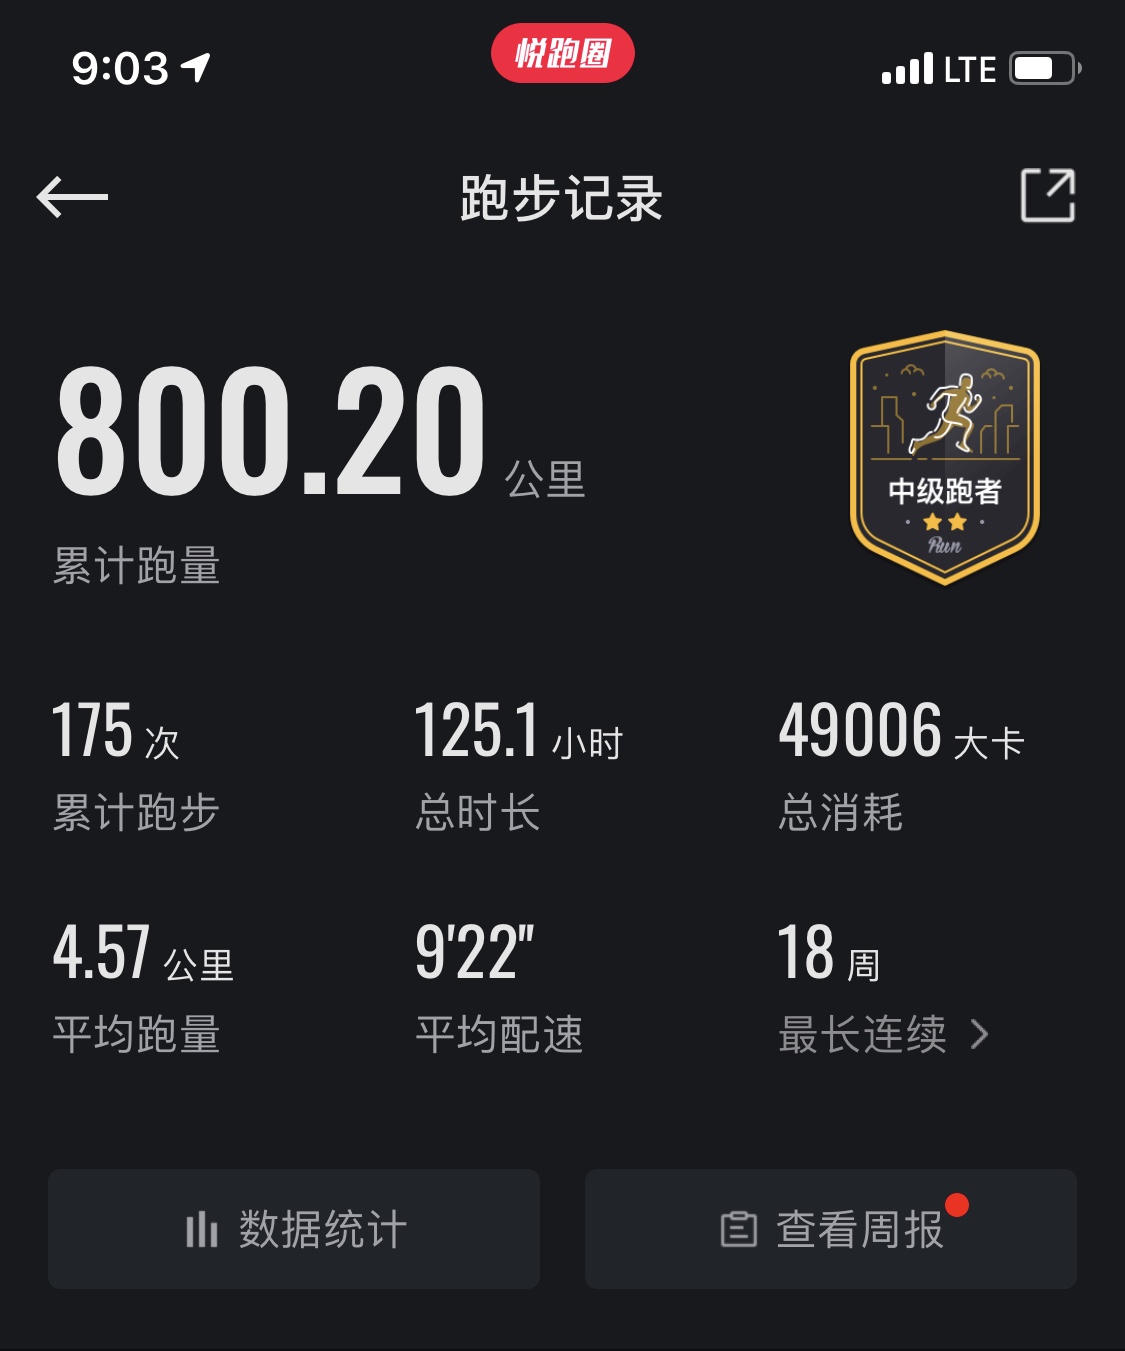 9:03
悦跑圈
LTE
跑步记录
800.20 公里
累计跑量
中级跑者
Run
175 次
125.1 小时
49006 大卡
累计跑步
总时长
总消耗
4.57 公里
9'22"
18 周
平均跑量
平均配速
最长连续
数据统计
查看周报